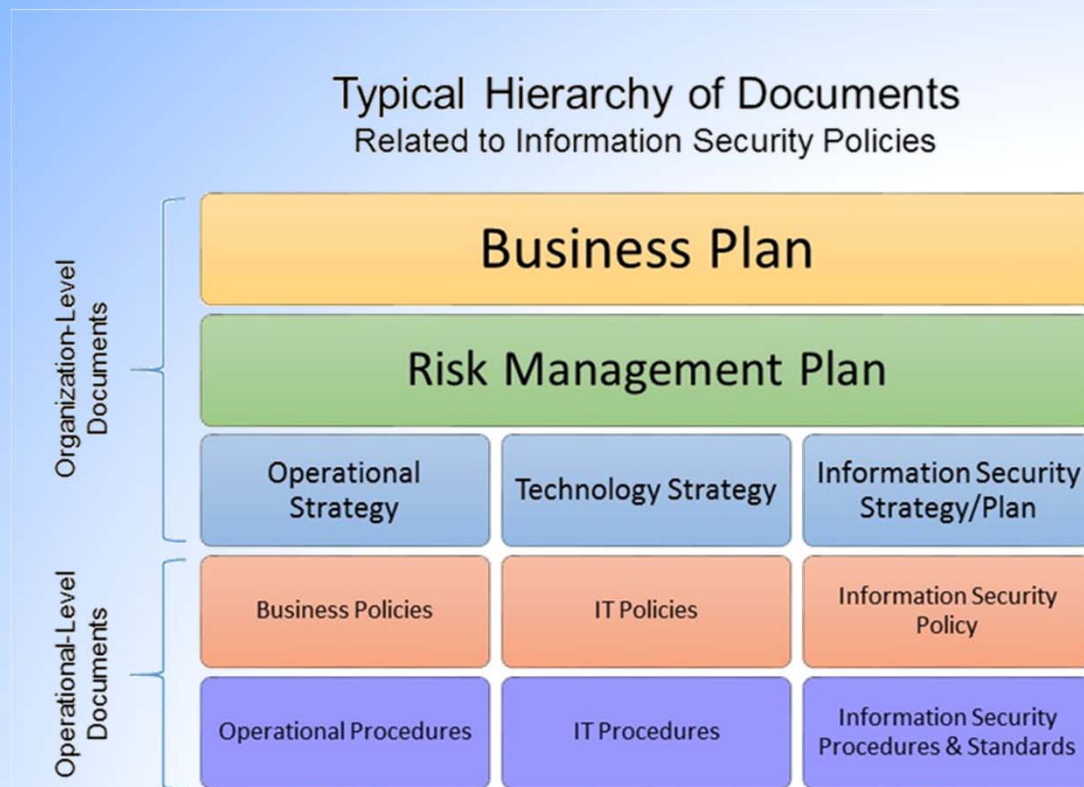 Typical Hierarchy of Documents
Related to Information Security Policies
Organization-Level
Documents
Business Plan
Risk Management Plan
Operational
Strategy
Technology Strategy
Information Security
Strategy/Plan
Operational-Level
Documents
Business Policies
IT Policies
Information Security
Policy
Operational Procedures
IT Procedures
Information Security
Procedures & Standards